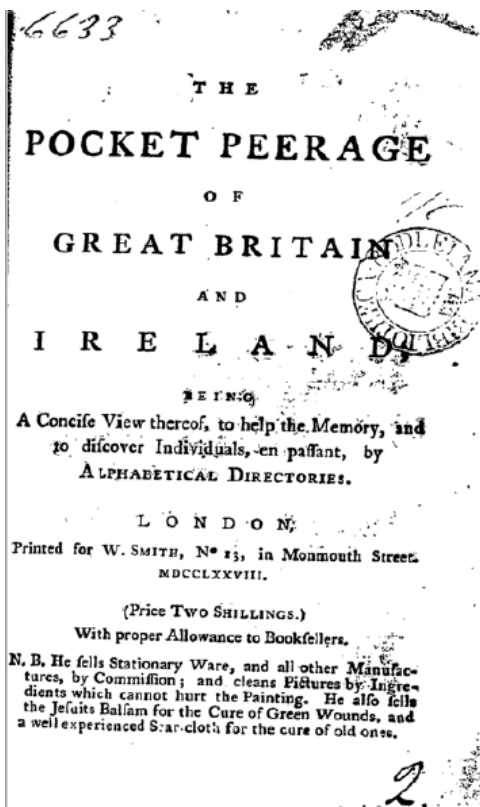 6633
THE
POCKET PEERAGE
OF
GREAT BRITAIN
AND
IRELAND,
BEING
A Conciſe View thereof, to help the Memory, and
to diſcover Individuals, en paſſant, by
ALPHABETICAL DIRECTORIES.
LONDON,
Printed for W. SMITH, Nº 13, in Monmouth Street.
MDCCLXXVIII.
(Price TWO SHILLINGS.)
With proper Allowance to Bookſellers.
N. B. He ſells Stationary Ware, and all other Manufac-
tures, by Commiſſion; and cleans Pictures by Ingre-
dients which cannot hurt the Painting. He alſo ſells
the Jeſuits Balſam for the Cure of Green Wounds, and
a well experienced Sear-cloth for the cure of old ones.
2